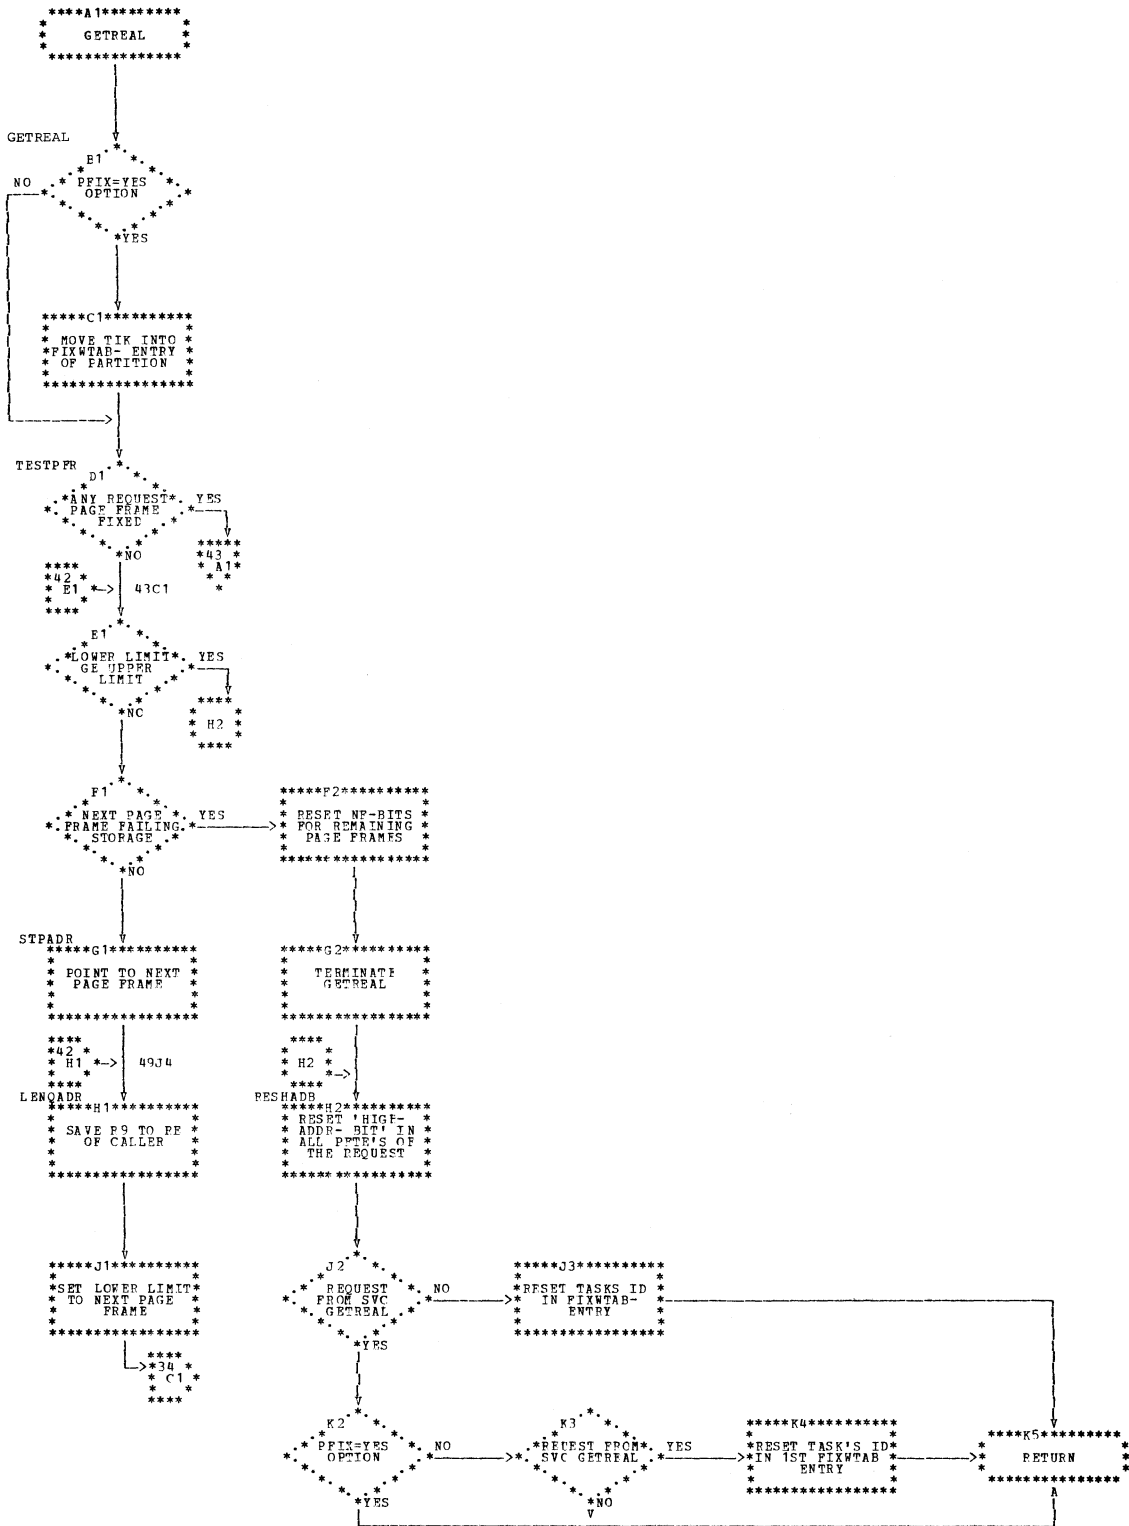 A1
GETREAL
GETREAL
B1
NO
PFIX=YES
OPTION
YES
C1
MOVE TIK INTO
FIXWTAB- ENTRY
OF PARTITION
TESTPFR
D1
ANY REQUEST
PAGE FRAME
FIXED
YES
NO
43
A1
42
E1
43C1
E1
LOWER LIMIT
GE UPPER
LIMIT
YES
NO
H2
F1
NEXT PAGE
FRAME FAILING
STORAGE
YES
NO
F2
RESET NF-BITS
FOR REMAINING
PAGE FRAMES
STPADR
G1
POINT TO NEXT
PAGE FRAME
G2
TERMINATE
GETREAL
42
H1
49J4
H2
LENQADR
H1
SAVE R9 TO RE
OF CALLER
RESHADB
H2
RESET 'HIGH-
ADDR- BIT' IN
ALL PFTE'S OF
THE REQUEST
J1
SET LOWER LIMIT
TO NEXT PAGE
FRAME
34
C1
J2
REQUEST
FROM SVC
GETREAL
NO
YES
J3
RESET TASKS ID
IN FIXWTAB-
ENTRY
K2
PFIX=YES
OPTION
NO
YES
K3
REUEST FROM
SVC GETREAL
YES
NO
K4
RESET TASK'S ID
IN 1ST FIXWTAB
ENTRY
K5
RETURN